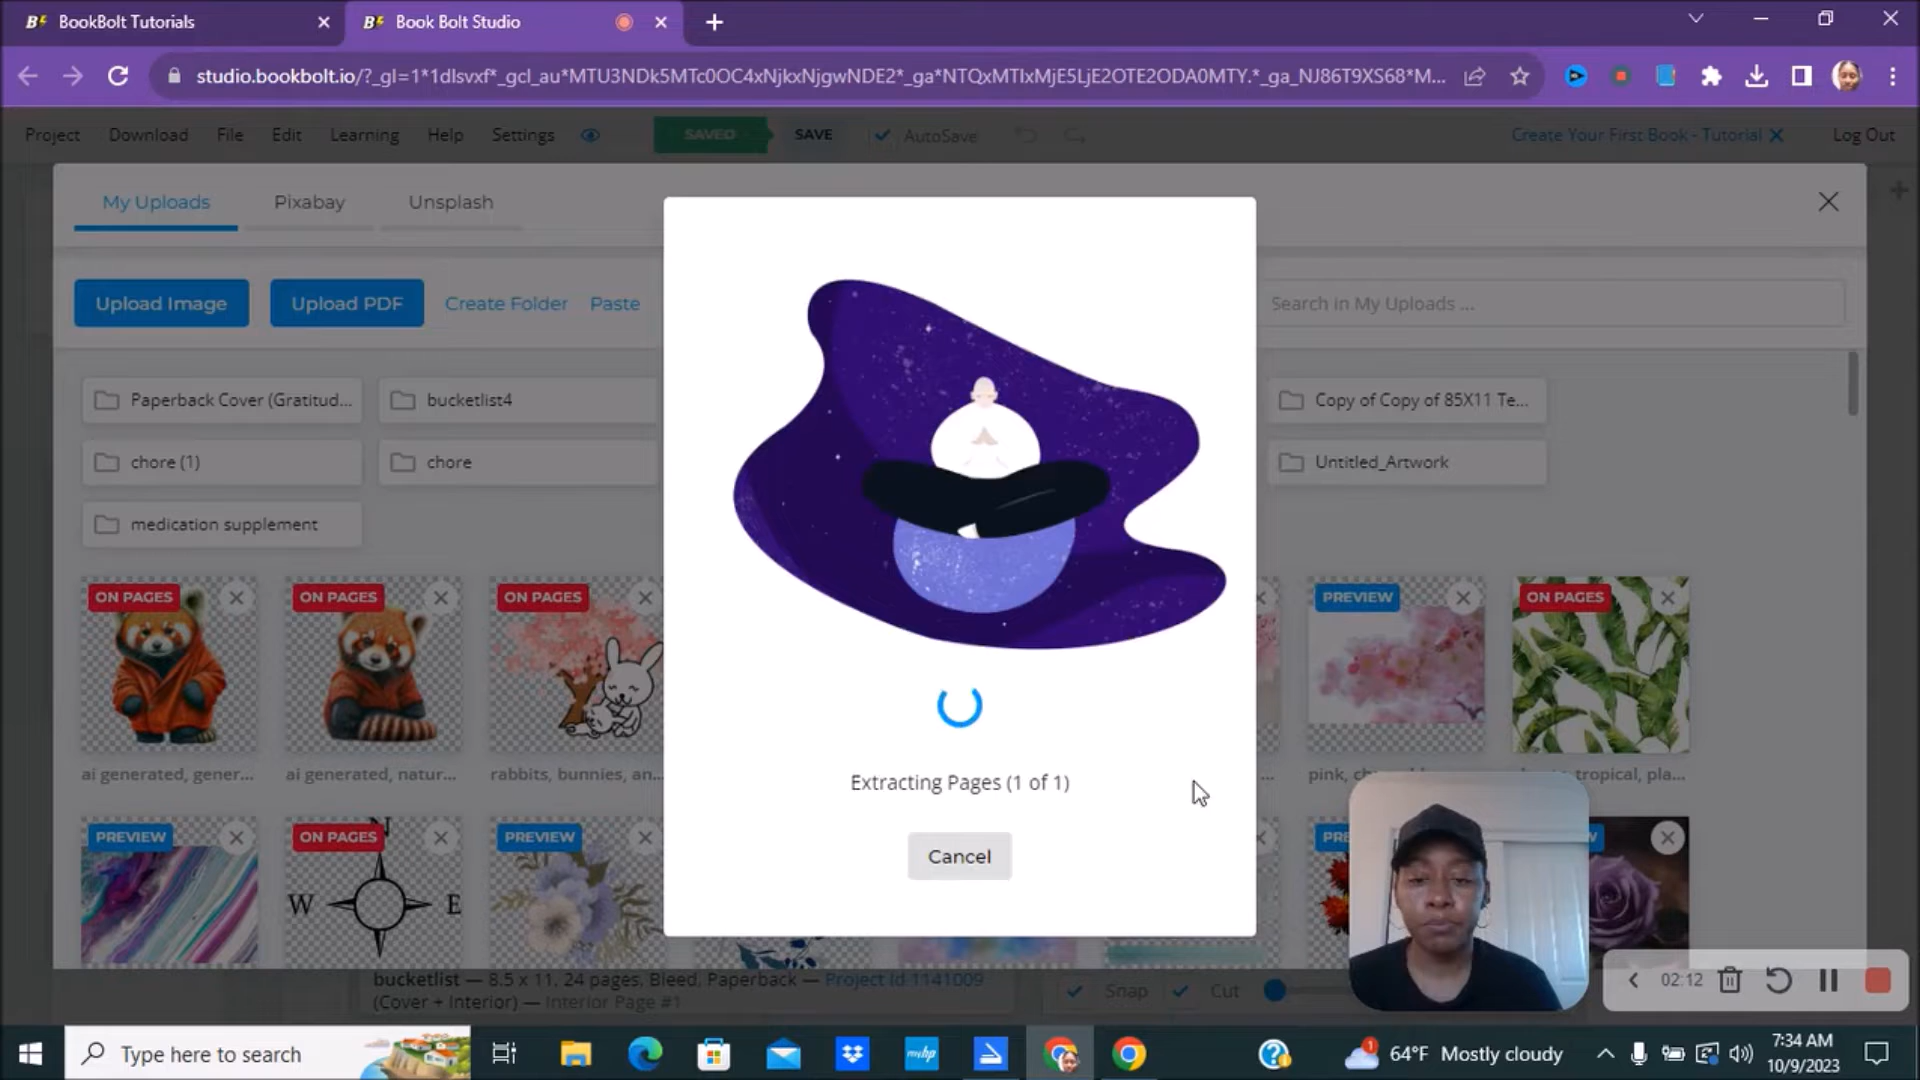 BookBolt Tutorials
Book Bolt Studio
studio.bookbolt.io/?_gl=1*1dlsvxf*_gcl_au*MTU3NDk5MTc0OC4xNjkxNjgwNDE2*_ga*NTQxMTIxMjE5LjE2OTE2ODA0MTY.*_ga_NJ86T9XS68*M...
Project Download File Edit Learning Help Settings SAVED SAVE AutoSave Create Your First Book - Tutorial Log Out
My Uploads Pixabay Unsplash
Upload Image Upload PDF Create Folder Paste Search in My Uploads ...
Paperback Cover (Gratitud... bucketlist4 Copy of Copy of 85X11 Te...
chore (1) chore Untitled_Artwork
medication supplement
ON PAGES ON PAGES ON PAGES PREVIEW ON PAGES
ai generated, gener... ai generated, natur... rabbits, bunnies, an... tropical, pla...
Extracting Pages (1 of 1)
Cancel
PREVIEW ON PAGES PREVIEW
N
W E
bucketlist — 8.5 x 11, 24 pages, Bleed, Paperback — Project Id 1141009
(Cover + Interior) — Interior Page #1
Snap Cut
02:12
Type here to search
myhp
1
64°F Mostly cloudy
7:34 AM
10/9/2023